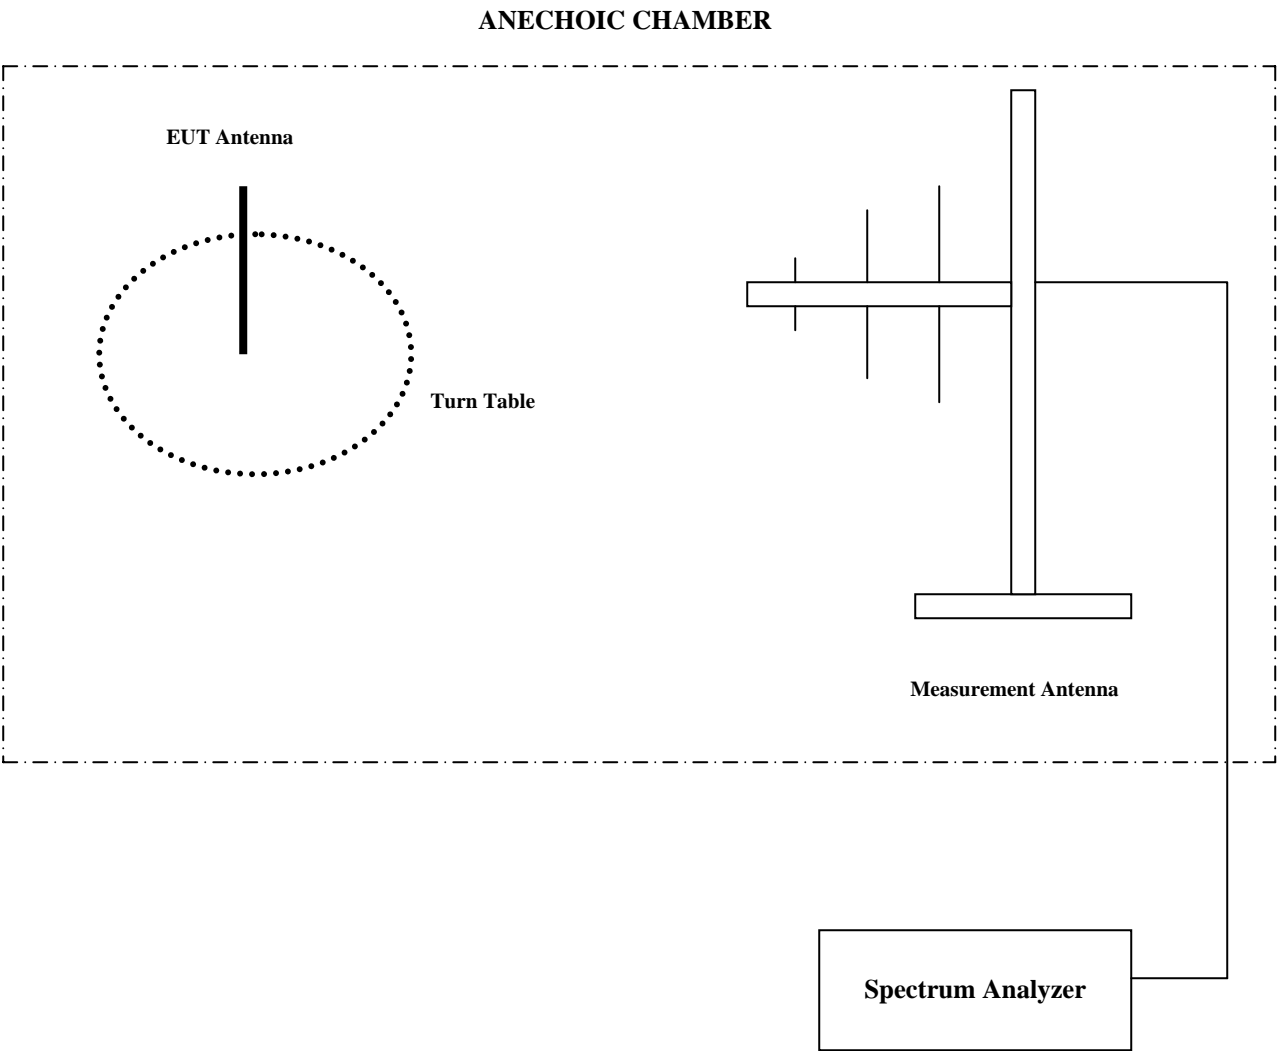 ANECHOIC CHAMBER
EUT Antenna
Turn Table
Measurement Antenna
Spectrum Analyzer